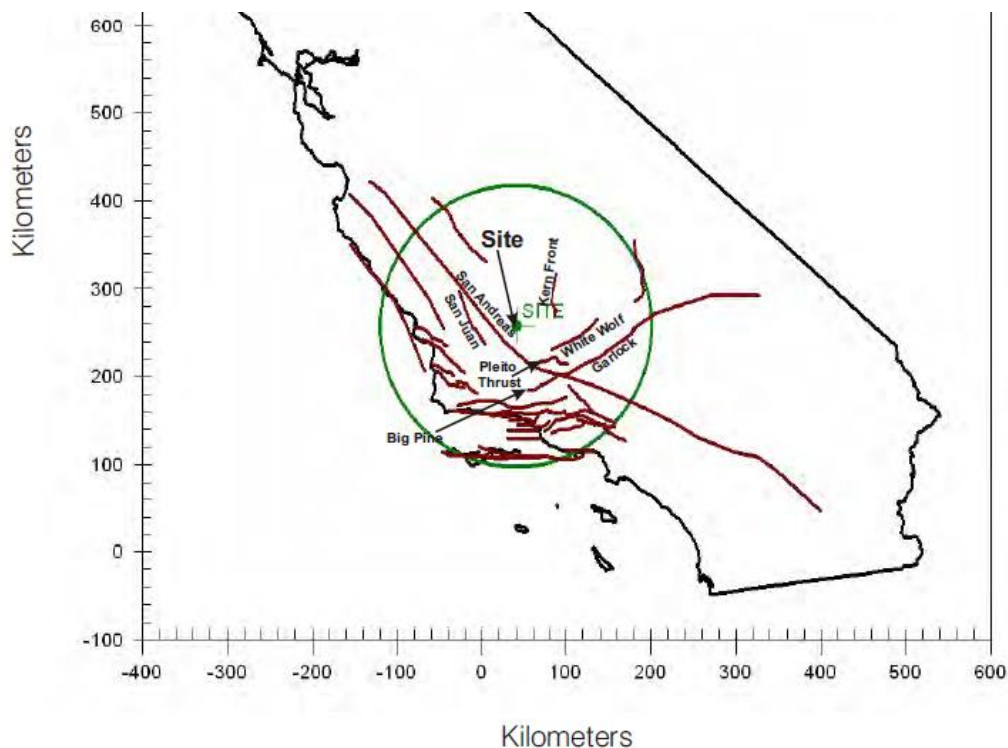 600
500
400
300
200
100
0
-100
Kilometers
Site
SITE
Kern Front
San Andreas
San Juan
White Wolf
Garlock
Pleito
Thrust
Big Pine
-400
-300
-200
-100
0
100
200
300
400
500
600
Kilometers